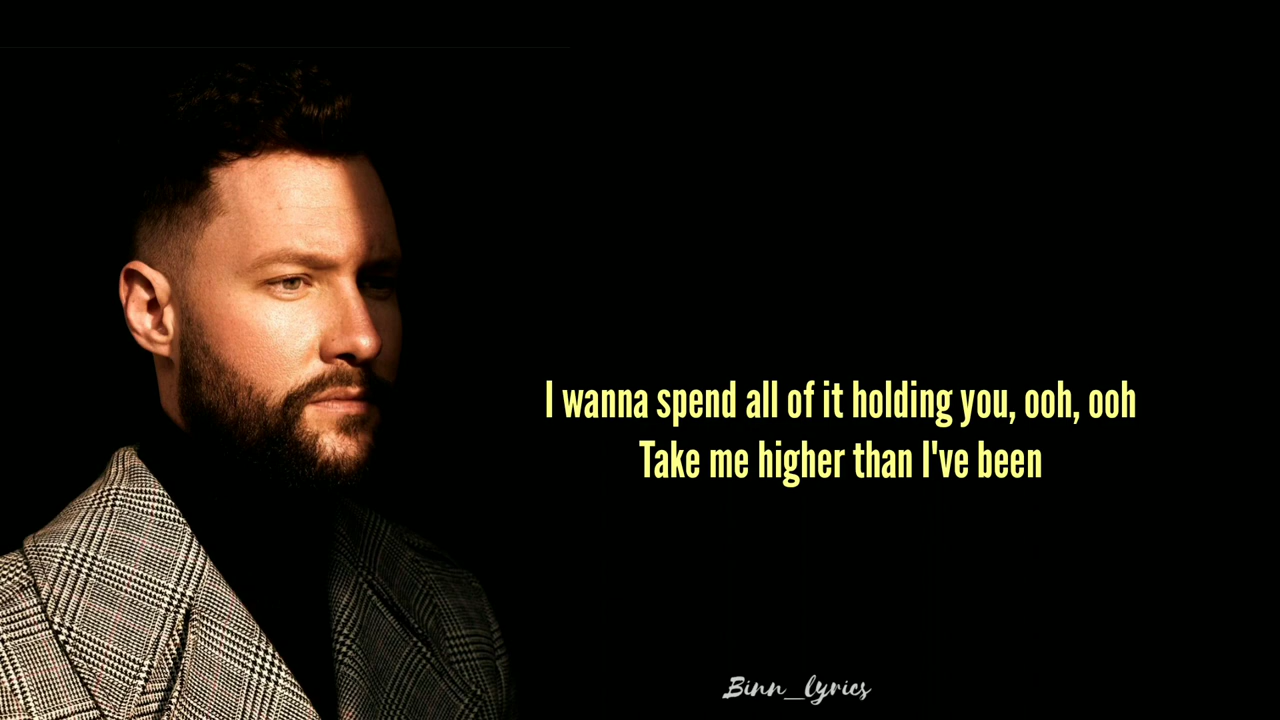 I wanna spend all of it holding you, ooh, ooh
Take me higher than I've been
Binn_lyrics